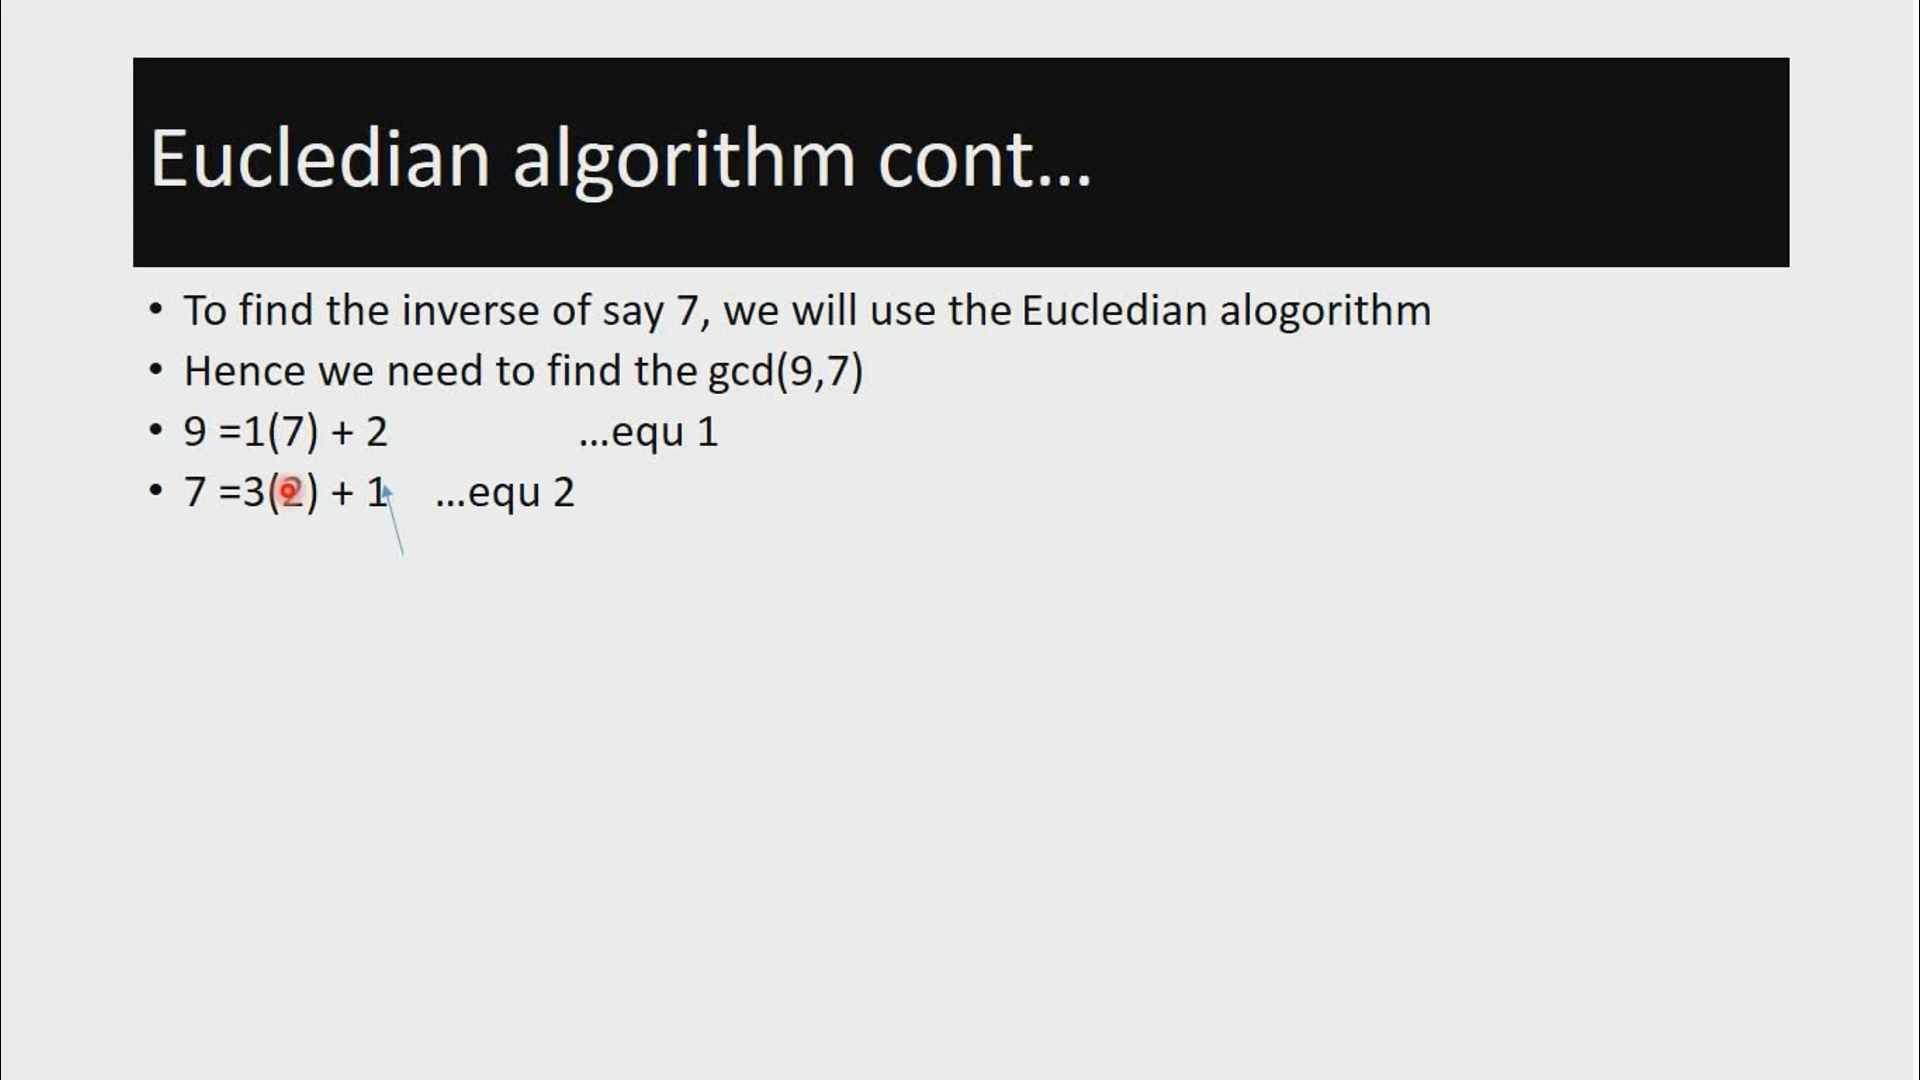 Eucledian algorithm cont...
• To find the inverse of say 7, we will use the Eucledian alogorithm
• Hence we need to find the gcd(9,7)
• 9 =1(7) + 2 ...equ 1
• 7 =3(2) + 1 ...equ 2